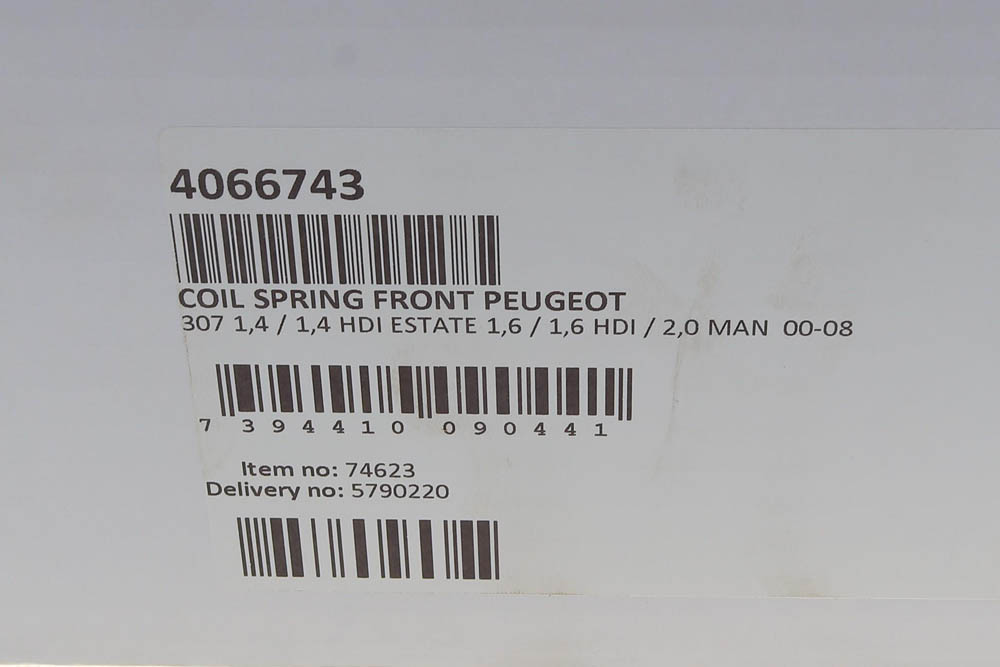 4066743
COIL SPRING FRONT PEUGEOT
307 1,4 / 1,4 HDI ESTATE 1,6 / 1,6 HDI / 2,0 MAN 00-08
7 394410 090441
Item no: 74623
Delivery no: 5790220